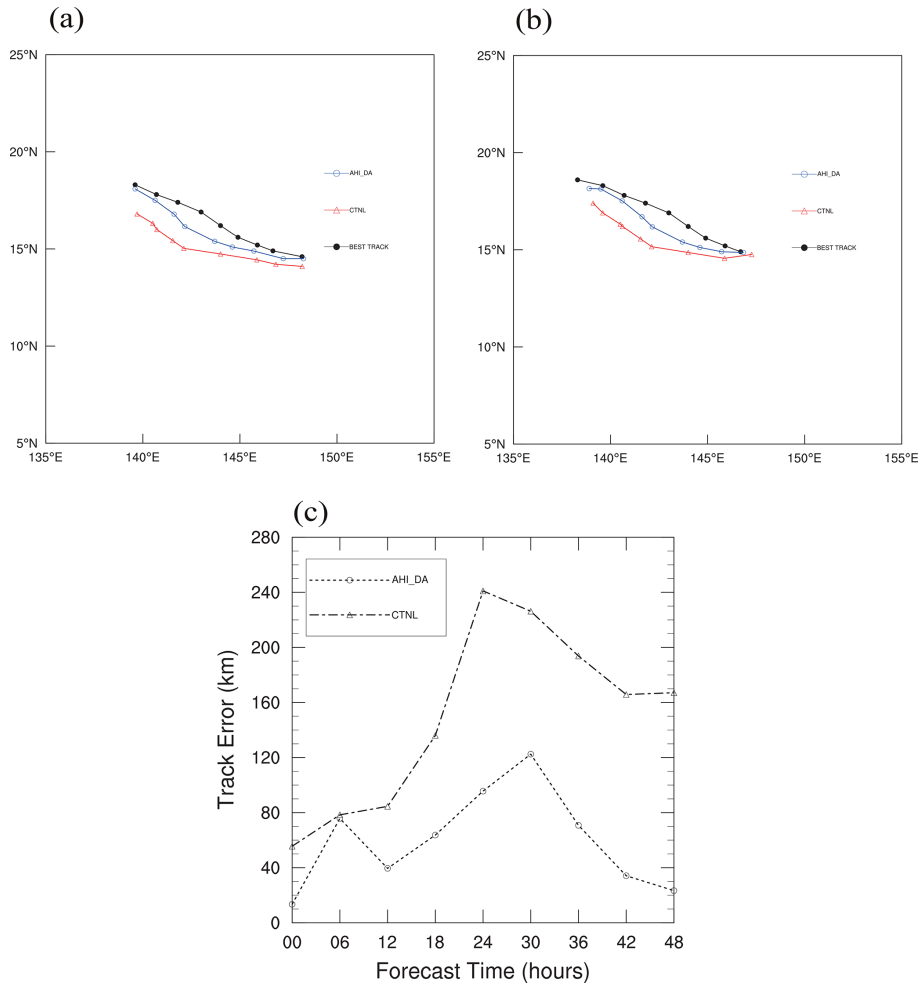 (a)
25°N
20°N
15°N
10°N
5°N
135°E
140°E
145°E
150°E
155°E
AHI_DA
CTNL
BEST TRACK
(b)
25°N
20°N
15°N
10°N
5°N
135°E
140°E
145°E
150°E
155°E
AHI_DA
CTNL
BEST TRACK
(c)
280
240
200
160
120
80
40
0
Track Error (km)
AHI_DA
CTNL
00 06 12 18 24 30 36 42 48
Forecast Time (hours)